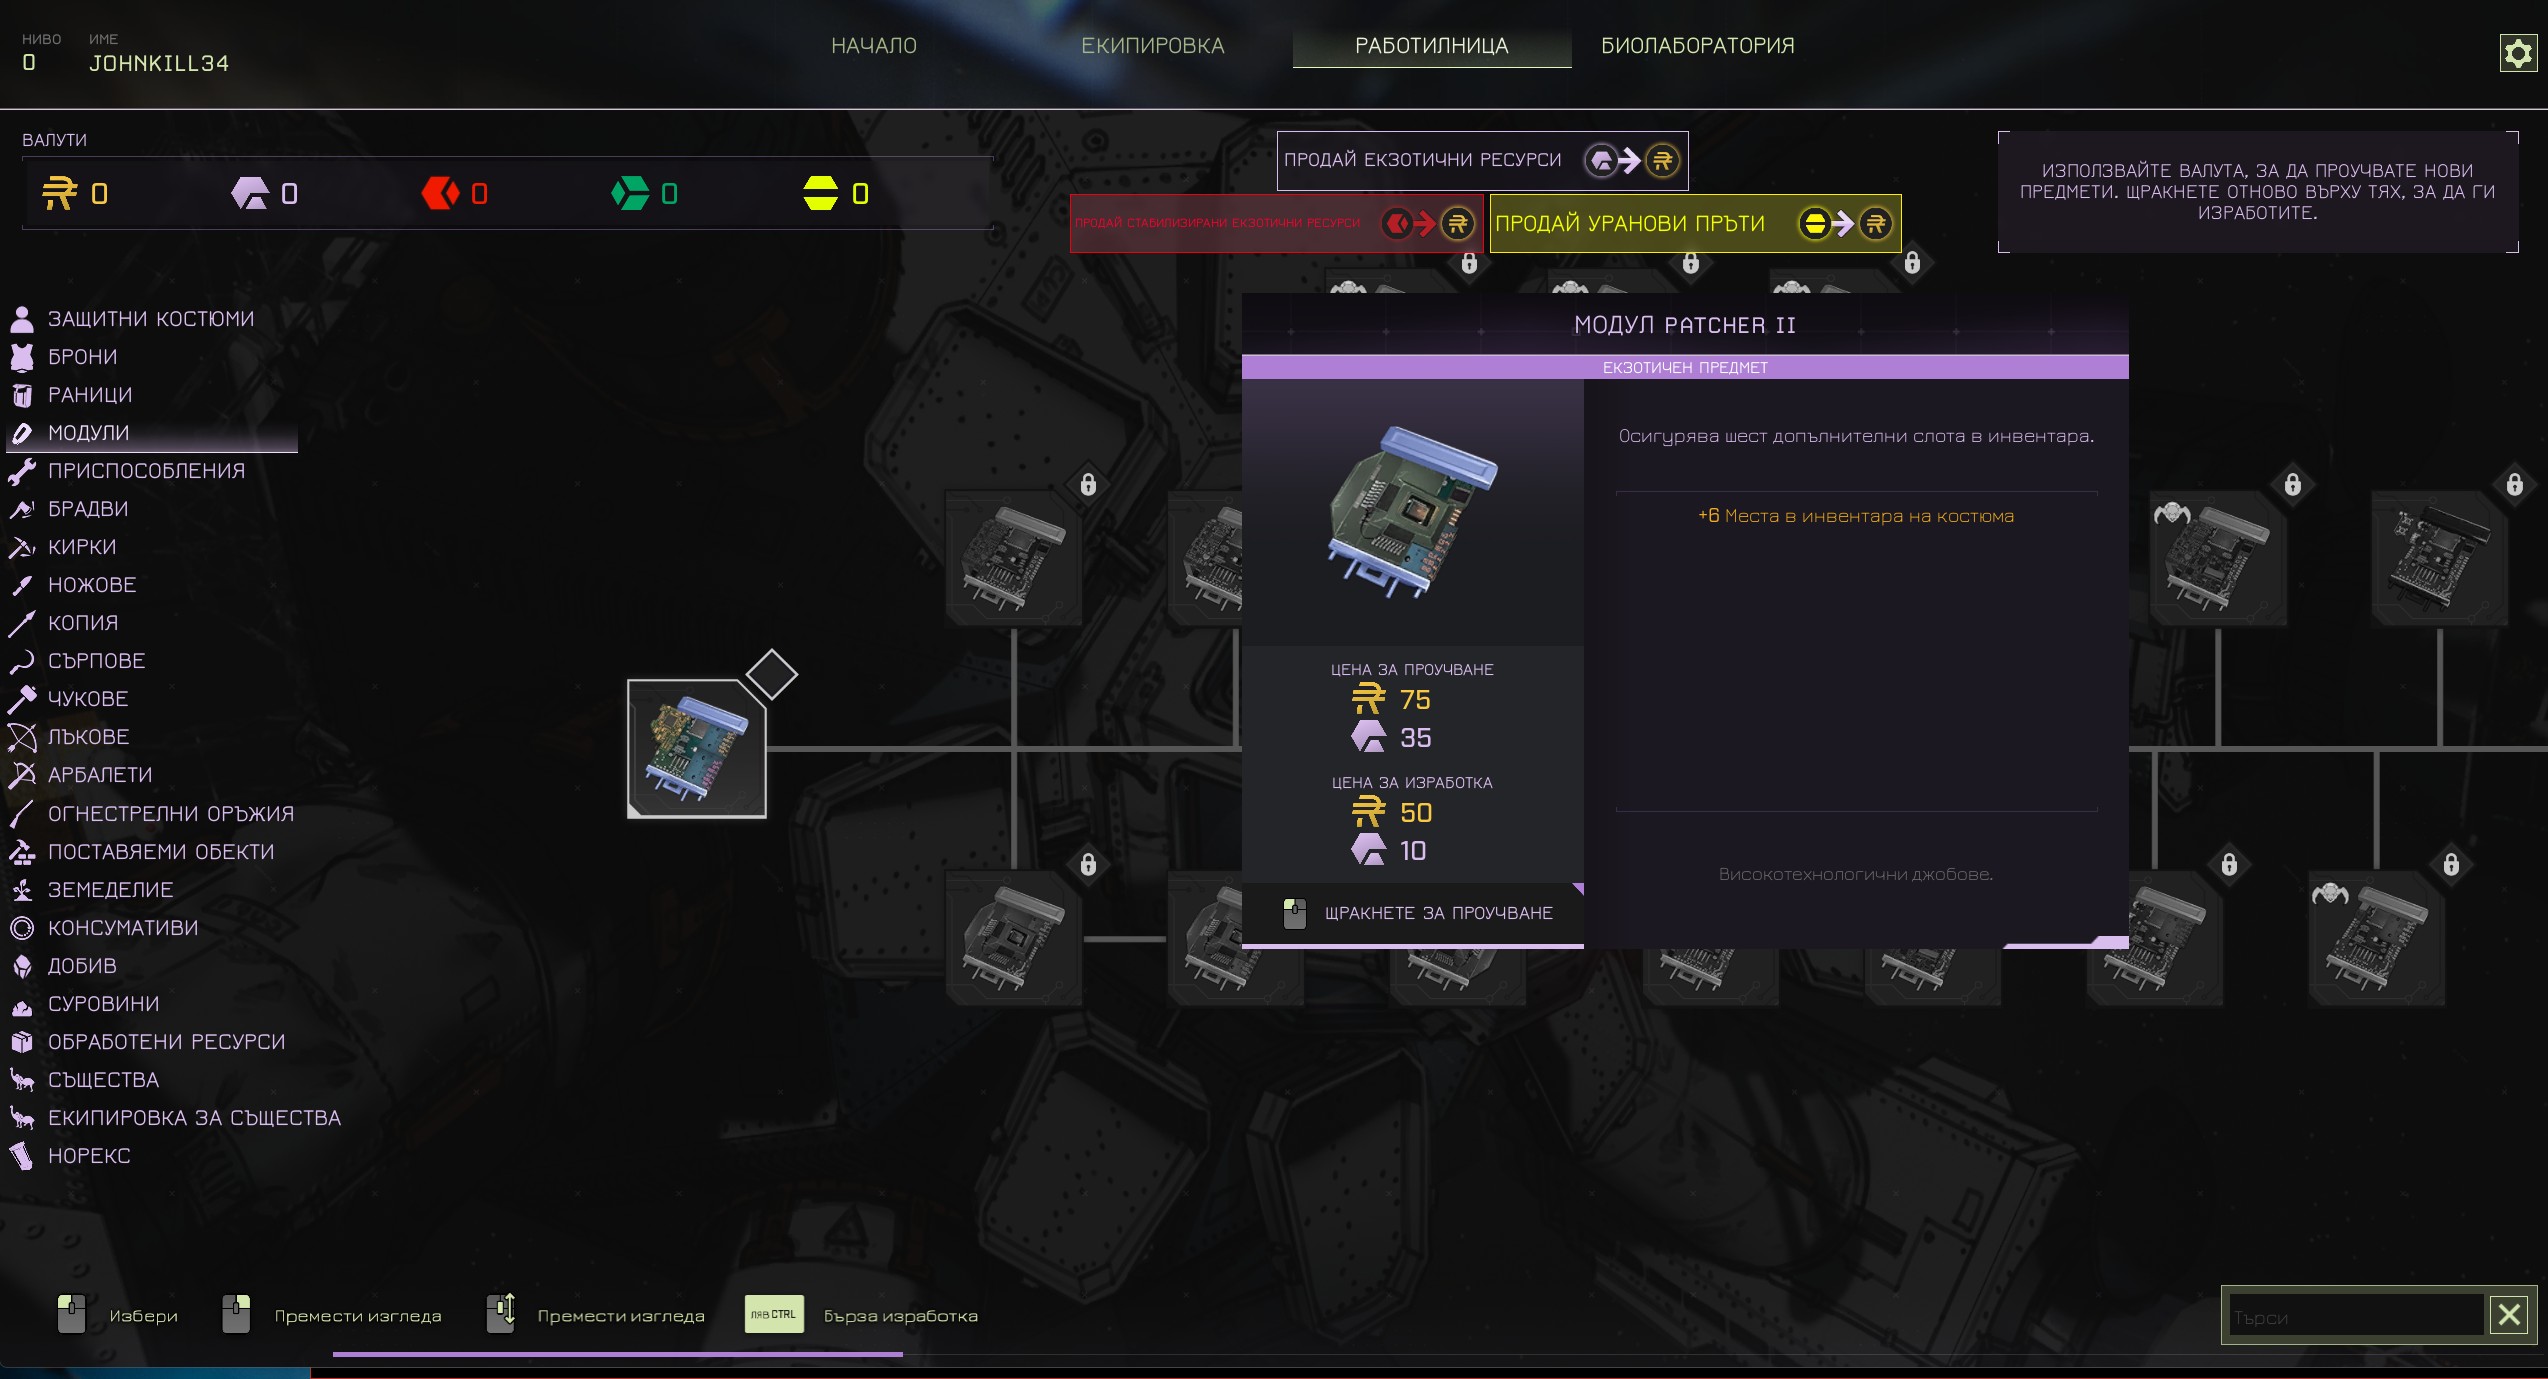 НИВО
0
ИМЕ
JOHNKILL34
НАЧАЛО
ЕКИПИРОВКА
РАБОТИЛНИЦА
БИОЛАБОРАТОРИЯ
ВАЛУТИ
0
0
0
0
0
ПРОДАЙ ЕКЗОТИЧНИ РЕСУРСИ
ПРОДАЙ СТАБИЛИЗИРАНИ ЕКЗОТИЧНИ РЕСУРСИ
ПРОДАЙ УРАНОВИ ПРЪТИ
ИЗПОЛЗВАЙТЕ ВАЛУТА, ЗА ДА ПРОУЧВАТЕ НОВИ
ПРЕДМЕТИ. ЩРАКНЕТЕ ОТНОВО ВЪРХУ ТЯХ, ЗА ДА ГИ
ИЗРАБОТИТЕ.
ЗАЩИТНИ КОСТЮМИ
БРОНИ
РАНИЦИ
МОДУЛИ
ПРИСПОСОБЛЕНИЯ
БРАДВИ
КИРКИ
НОЖОВЕ
КОПИЯ
СЪРПОВЕ
ЧУКОВЕ
ЛЪКОВЕ
АРБАЛЕТИ
ОГНЕСТРЕЛНИ ОРЪЖИЯ
ПОСТАВЯЕМИ ОБЕКТИ
ЗЕМЕДЕЛИЕ
КОНСУМАТИВИ
ДОБИВ
СУРОВИНИ
ОБРАБОТЕНИ РЕСУРСИ
СЪЩЕСТВА
ЕКИПИРОВКА ЗА СЪЩЕСТВА
НОРЕКС
МОДУЛ PATCHER II
ЕКЗОТИЧЕН ПРЕДМЕТ
Осигурява шест допълнителни слота в инвентара.
+6 Места в инвентара на костюма
ЦЕНА ЗА ПРОУЧВАНЕ
75
35
ЦЕНА ЗА ИЗРАБОТКА
50
10
ЩРАКНЕТЕ ЗА ПРОУЧВАНЕ
Високотехнологични джобове.
Избери
Премести изгледа
Премести изгледа
ЛЯВ CTRL
Бърза изработка
Търси